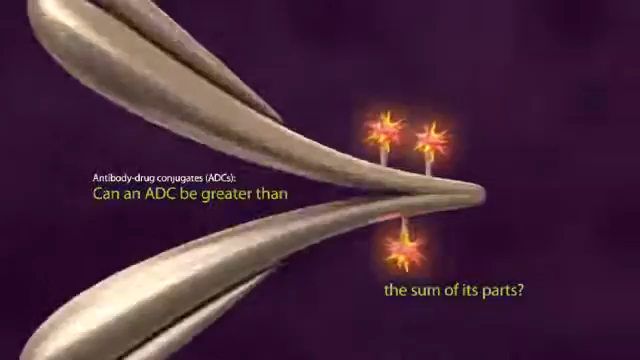 Antibody-drug conjugates (ADCs):
Can an ADC be greater than
the sum of its parts?